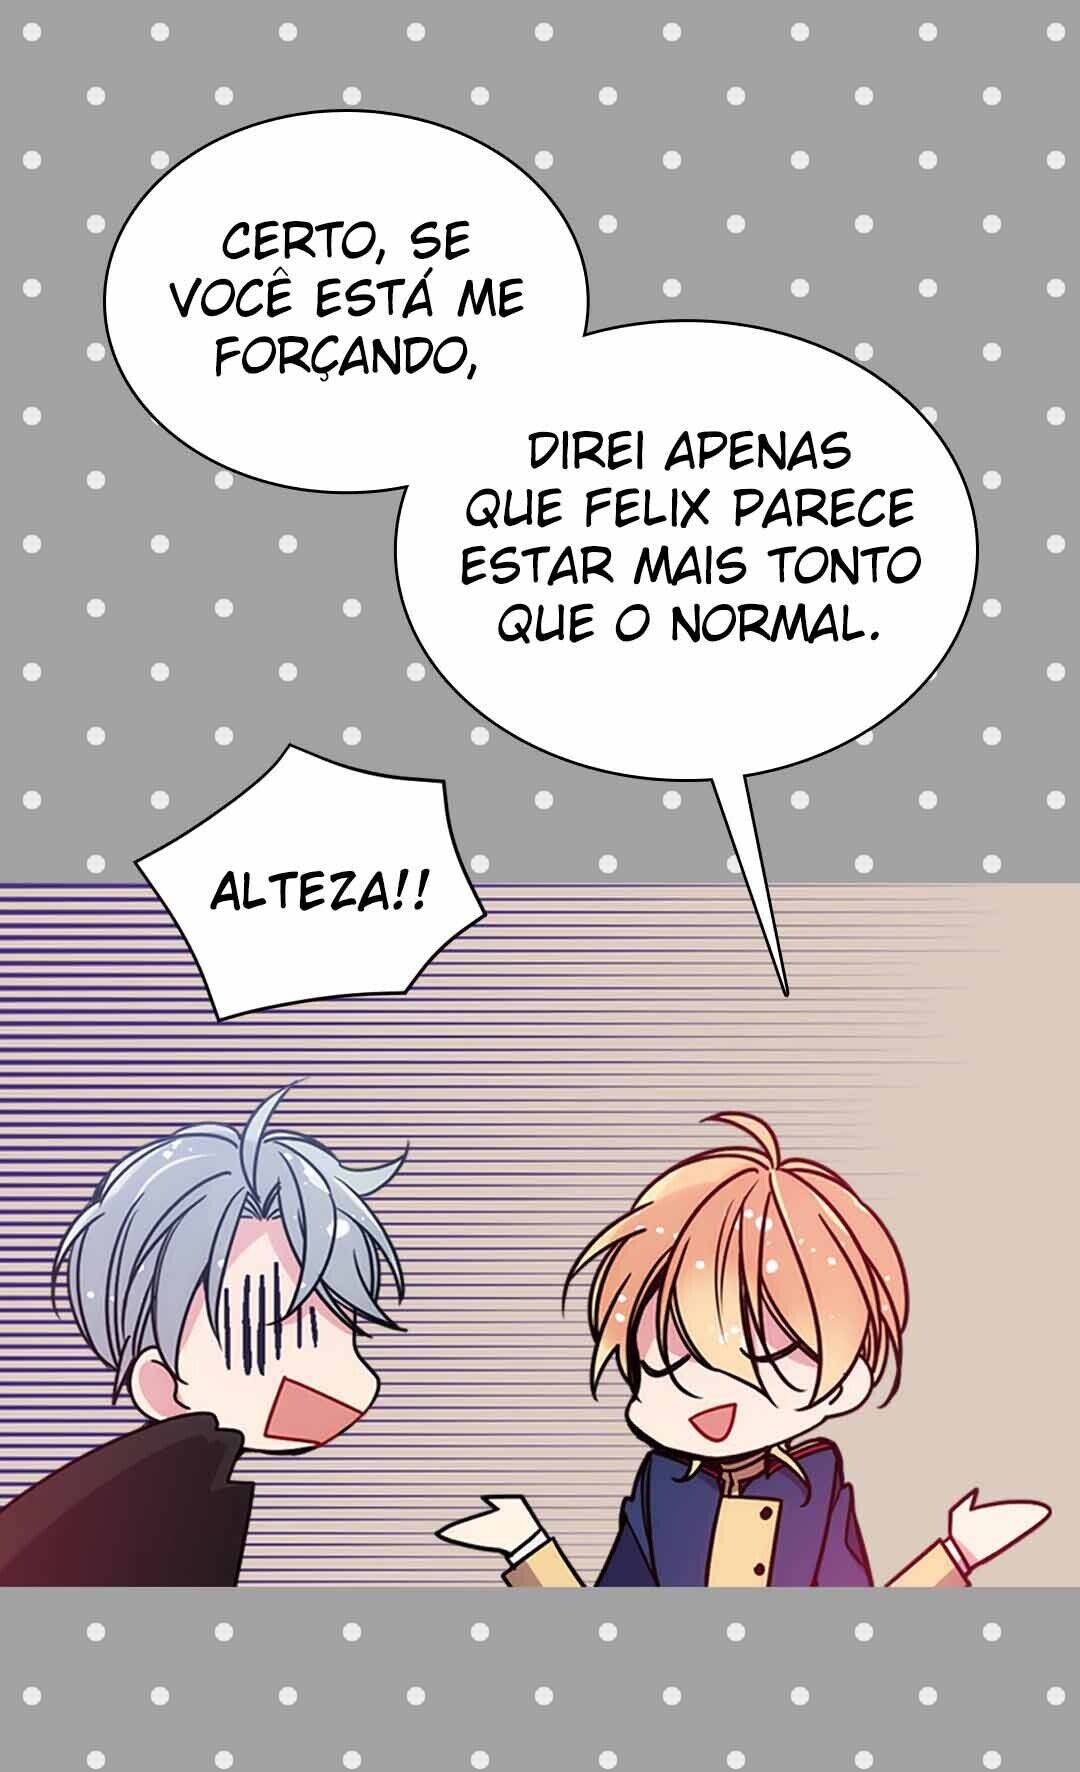 CERTO, SE
VOCÊ ESTÁ ME
FORÇANDO,
DIREI APENAS
QUE FELIX PARECE
ESTAR MAIS TONTO
QUE O NORMAL.
ALTEZA!!